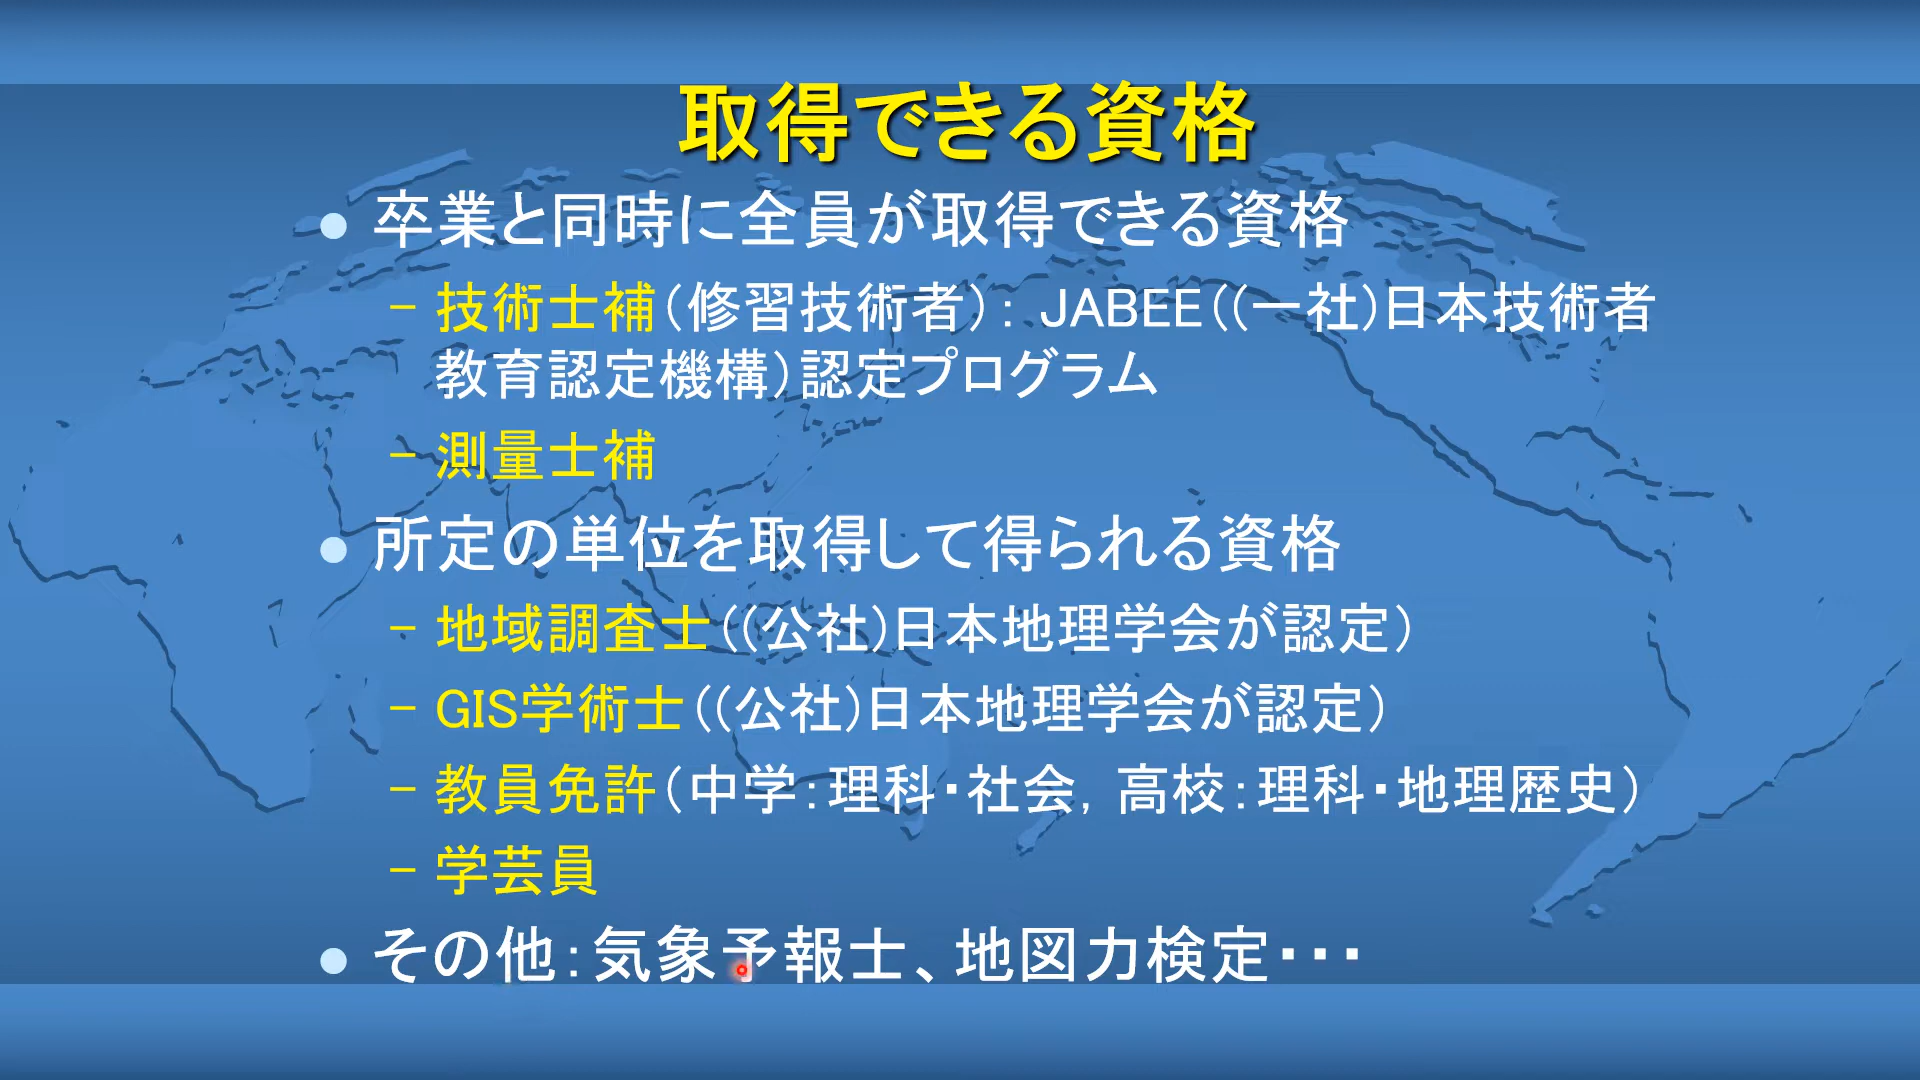 取得できる資格
● 卒業と同時に全員が取得できる資格
– 技術士補(修習技術者): JABEE((一社)日本技術者
教育認定機構)認定プログラム
– 測量士補
● 所定の単位を取得して得られる資格
– 地域調査士((公社)日本地理学会が認定)
– GIS学術士((公社)日本地理学会が認定)
– 教員免許(中学:理科・社会, 高校:理科・地理歴史)
– 学芸員
● その他:気象予報士、地図力検定・・・